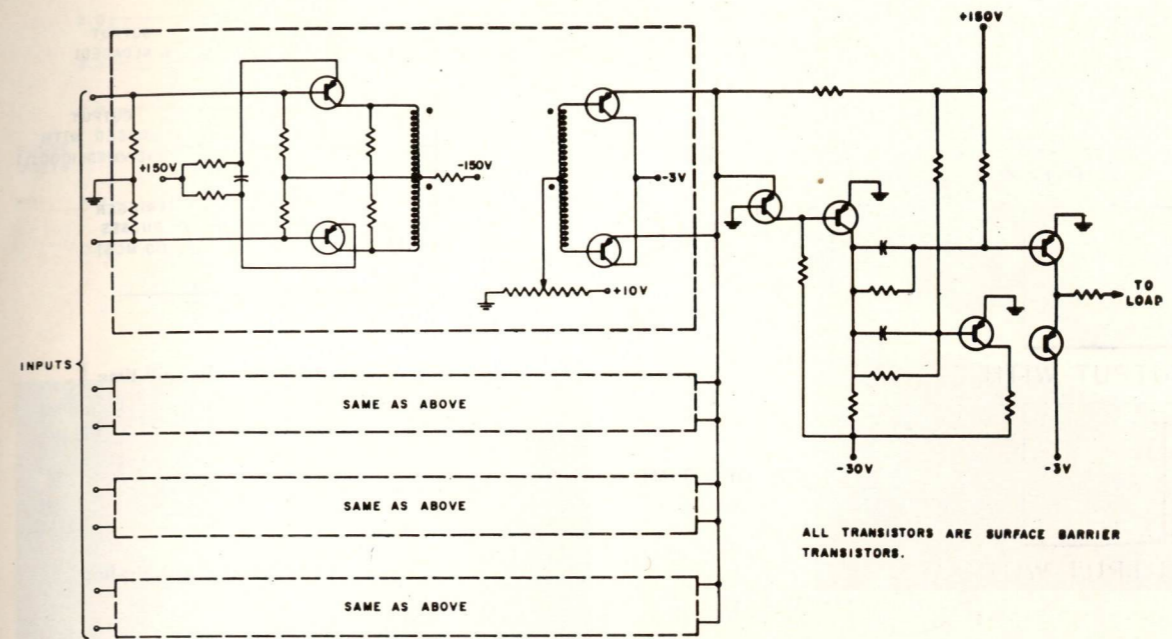 +150V
+150V
-150V
-3V
+10V
TO
LOAD
INPUTS
SAME AS ABOVE
-30V
-3V
SAME AS ABOVE
ALL TRANSISTORS ARE SURFACE BARRIER
TRANSISTORS.
SAME AS ABOVE